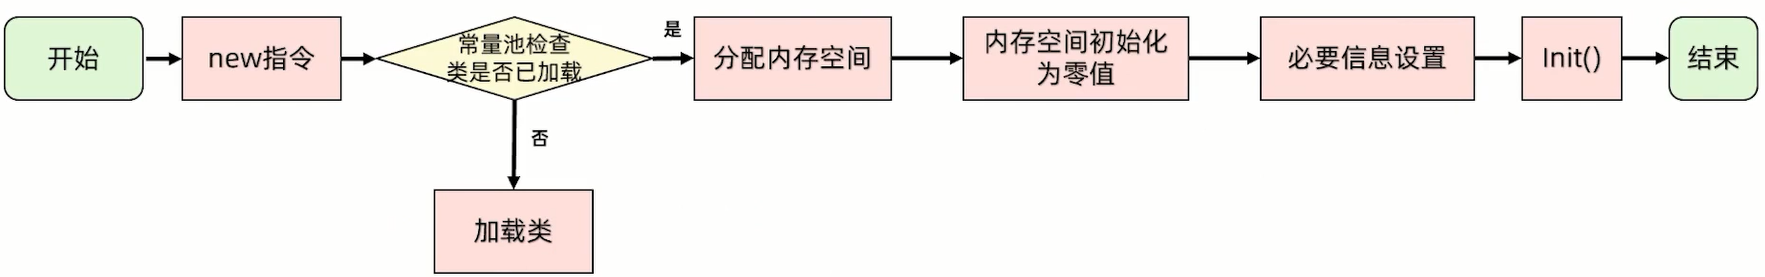 开始
new指令
常量池检查
类是否已加载
是
分配内存空间
内存空间初始化
为零值
必要信息设置
Init()
结束
否
加载类